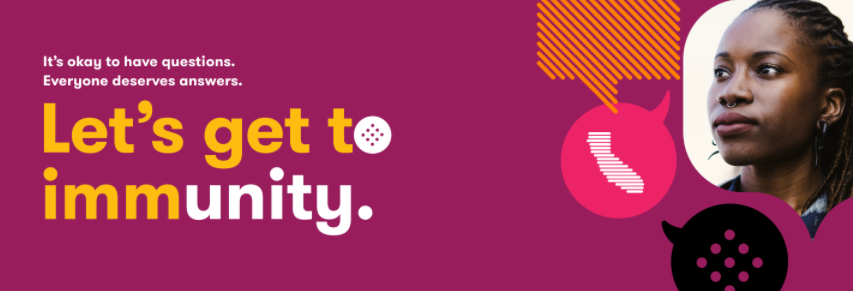 It's okay to have questions.
Everyone deserves answers.
Let's get to
immunity.